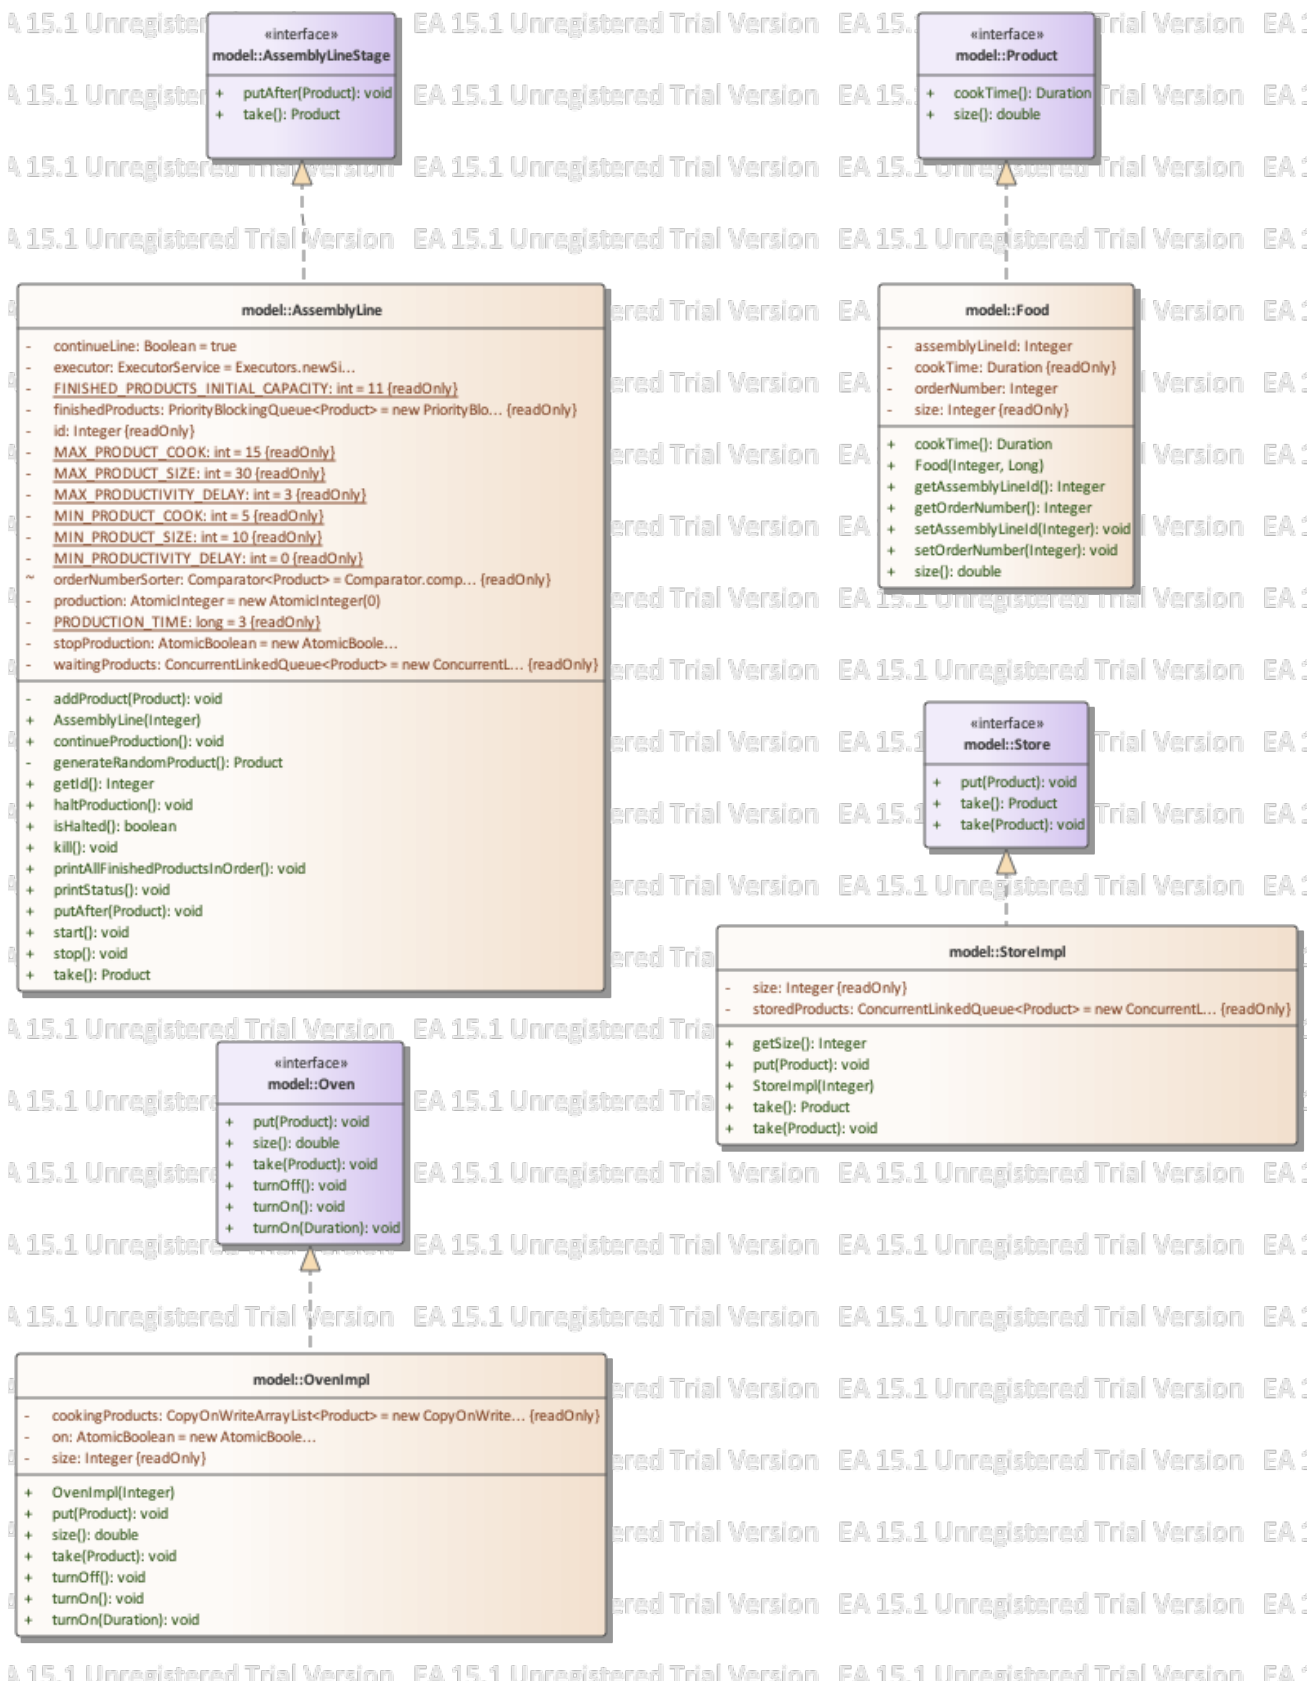 «interface»
model::AssemblyLineStage
+ putAfter(Product): void
+ take(): Product
«interface»
model::Product
+ cookTime(): Duration
+ size(): double
model::AssemblyLine
- continueLine: Boolean = true
- executor: ExecutorService = Executors.newSi...
- FINISHED_PRODUCTS_INITIAL_CAPACITY: int = 11 {readOnly}
- finishedProducts: PriorityBlockingQueue<Product> = new PriorityBlo... {readOnly}
- id: Integer {readOnly}
- MAX_PRODUCT_COOK: int = 15 {readOnly}
- MAX_PRODUCT_SIZE: int = 30 {readOnly}
- MAX_PRODUCTIVITY_DELAY: int = 3 {readOnly}
- MIN_PRODUCT_COOK: int = 5 {readOnly}
- MIN_PRODUCT_SIZE: int = 10 {readOnly}
- MIN_PRODUCTIVITY_DELAY: int = 0 {readOnly}
~ orderNumberSorter: Comparator<Product> = Comparator.comp... {readOnly}
- production: AtomicInteger = new AtomicInteger(0)
- PRODUCTION_TIME: long = 3 {readOnly}
- stopProduction: AtomicBoolean = new AtomicBoole...
- waitingProducts: ConcurrentLinkedQueue<Product> = new ConcurrentL... {readOnly}
- addProduct(Product): void
+ AssemblyLine(Integer)
+ continueProduction(): void
- generateRandomProduct(): Product
+ getId(): Integer
+ haltProduction(): void
+ isHalted(): boolean
+ kill(): void
+ printAllFinishedProductsInOrder(): void
+ printStatus(): void
+ putAfter(Product): void
+ start(): void
+ stop(): void
+ take(): Product
model::Food
- assemblyLineId: Integer
- cookTime: Duration {readOnly}
- orderNumber: Integer
- size: Integer {readOnly}
+ cookTime(): Duration
+ Food(Integer, Long)
+ getAssemblyLineId(): Integer
+ getOrderNumber(): Integer
+ setAssemblyLineId(Integer): void
+ setOrderNumber(Integer): void
+ size(): double
«interface»
model::Store
+ put(Product): void
+ take(): Product
+ take(Product): void
model::StoreImpl
- size: Integer {readOnly}
- storedProducts: ConcurrentLinkedQueue<Product> = new ConcurrentL... {readOnly}
+ getSize(): Integer
+ put(Product): void
+ StoreImpl(Integer)
+ take(): Product
+ take(Product): void
«interface»
model::Oven
+ put(Product): void
+ size(): double
+ take(Product): void
+ turnOff(): void
+ turnOn(): void
+ turnOn(Duration): void
model::OvenImpl
- cookingProducts: CopyOnWriteArrayList<Product> = new CopyOnWrite... {readOnly}
- on: AtomicBoolean = new AtomicBoole...
- size: Integer {readOnly}
+ OvenImpl(Integer)
+ put(Product): void
+ size(): double
+ take(Product): void
+ turnOff(): void
+ turnOn(): void
+ turnOn(Duration): void
EA 15.1 Unregistered Trial Version